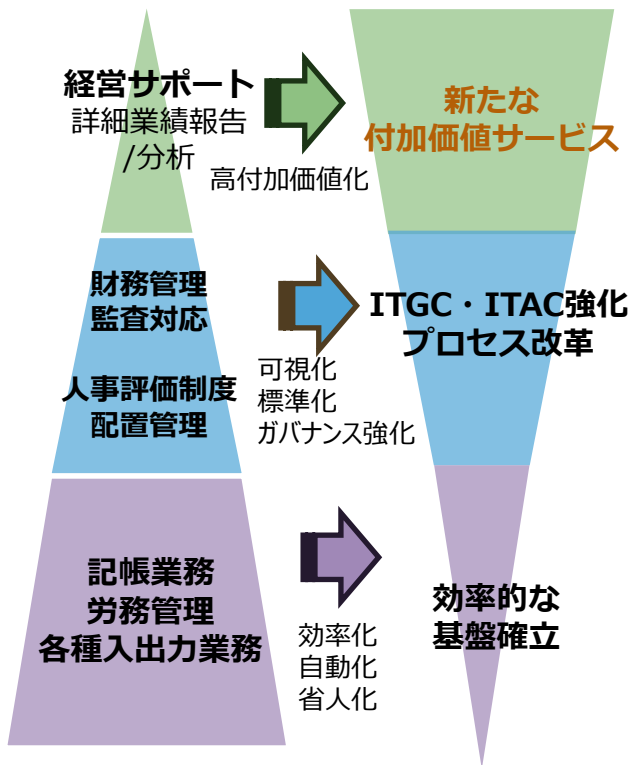 経営サポート
詳細業績報告
/分析
高付加価値化
新たな
付加価値サービス
財務管理
監査対応
人事評価制度
配置管理
可視化
標準化
ガバナンス強化
ITGC・ITAC強化
プロセス改革
記帳業務
労務管理
各種入出力業務
効率化
自動化
省人化
効率的な
基盤確立